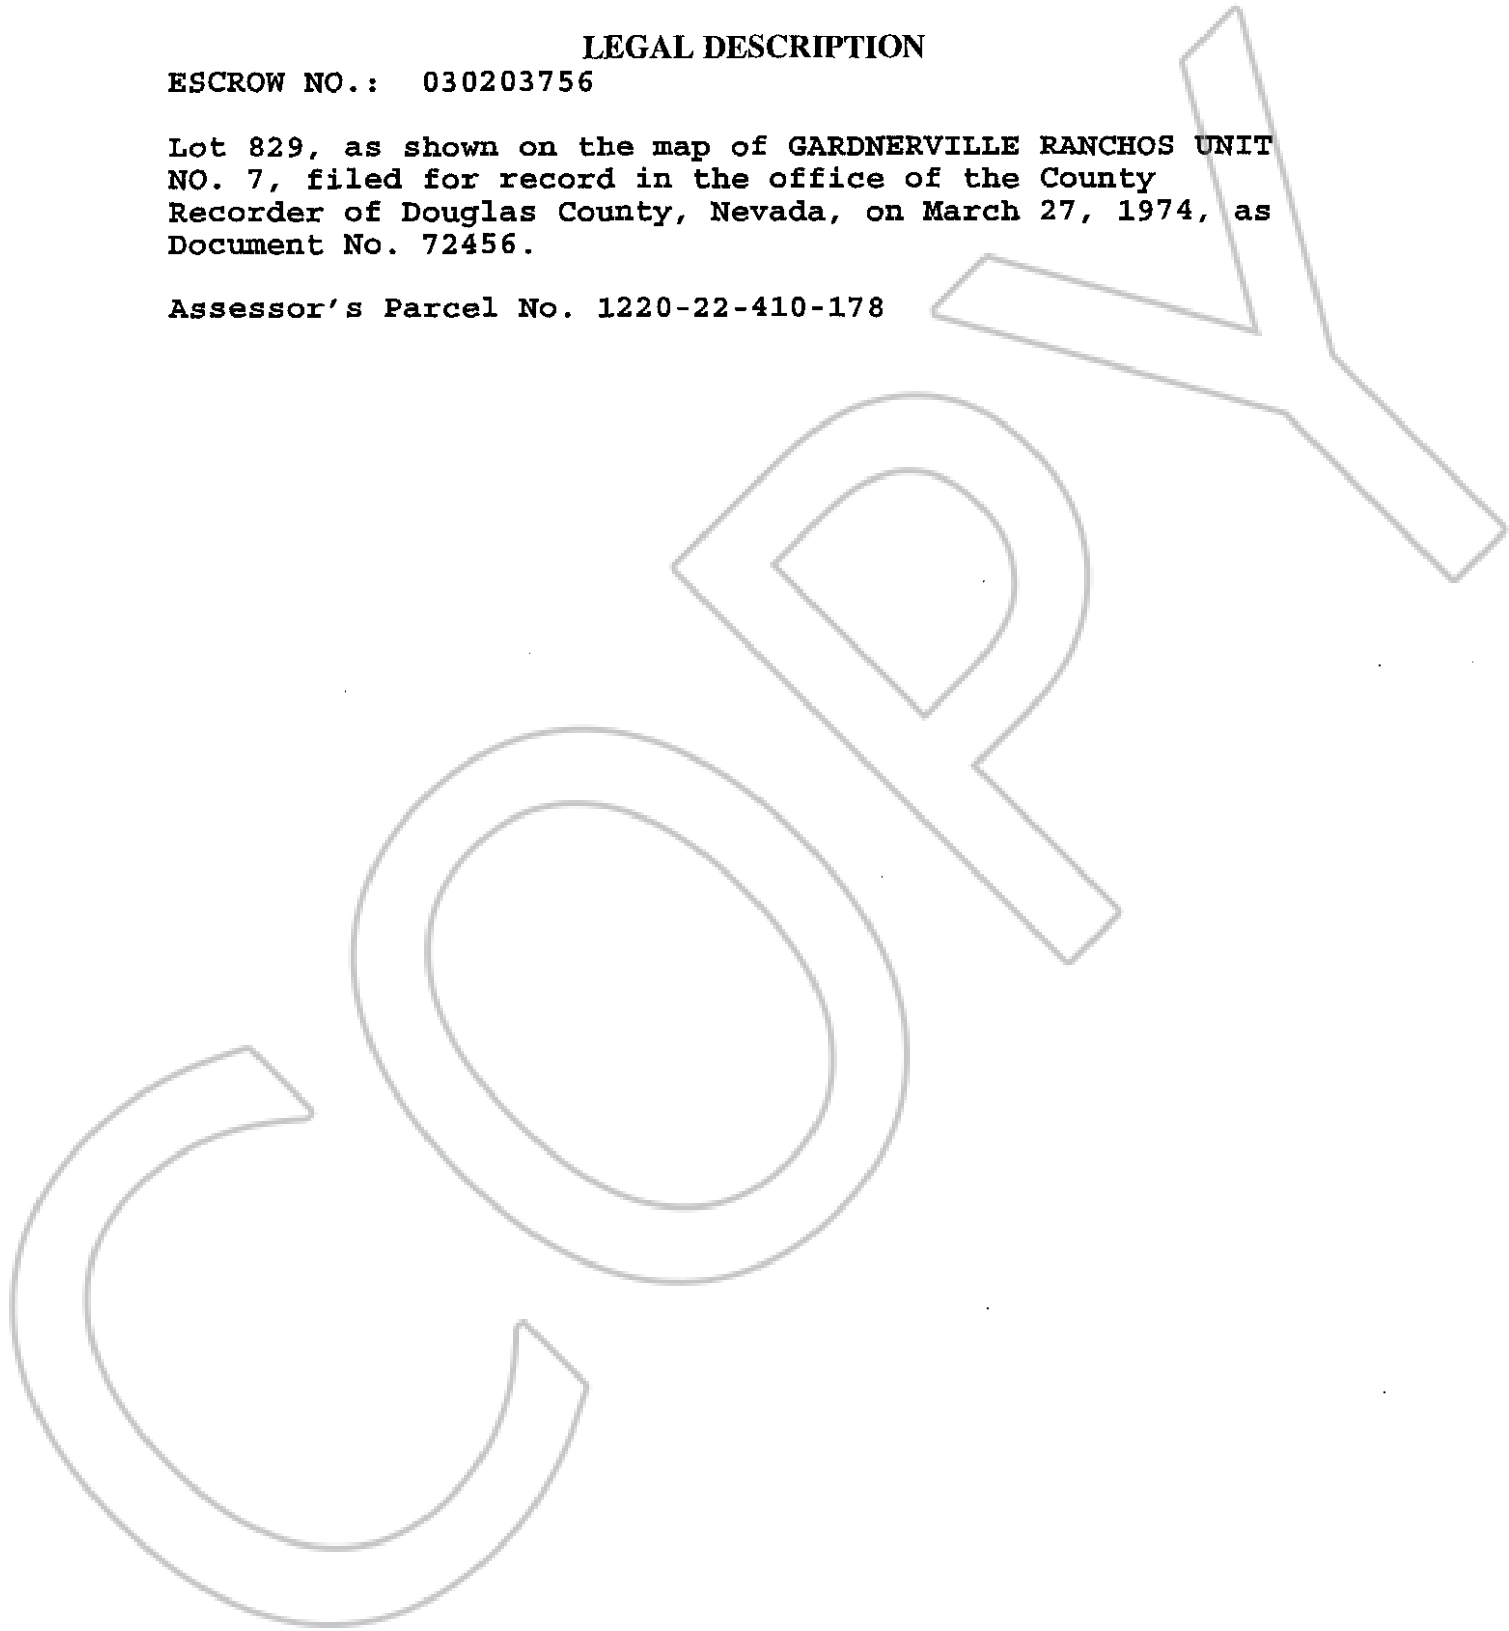 LEGAL DESCRIPTION
ESCROW NO.: 030203756
Lot 829, as shown on the map of GARDNERVILLE RANCHOS UNIT
NO. 7, filed for record in the office of the County
Recorder of Douglas County, Nevada, on March 27, 1974, as
Document No. 72456.
Assessor's Parcel No. 1220-22-410-178
COPY